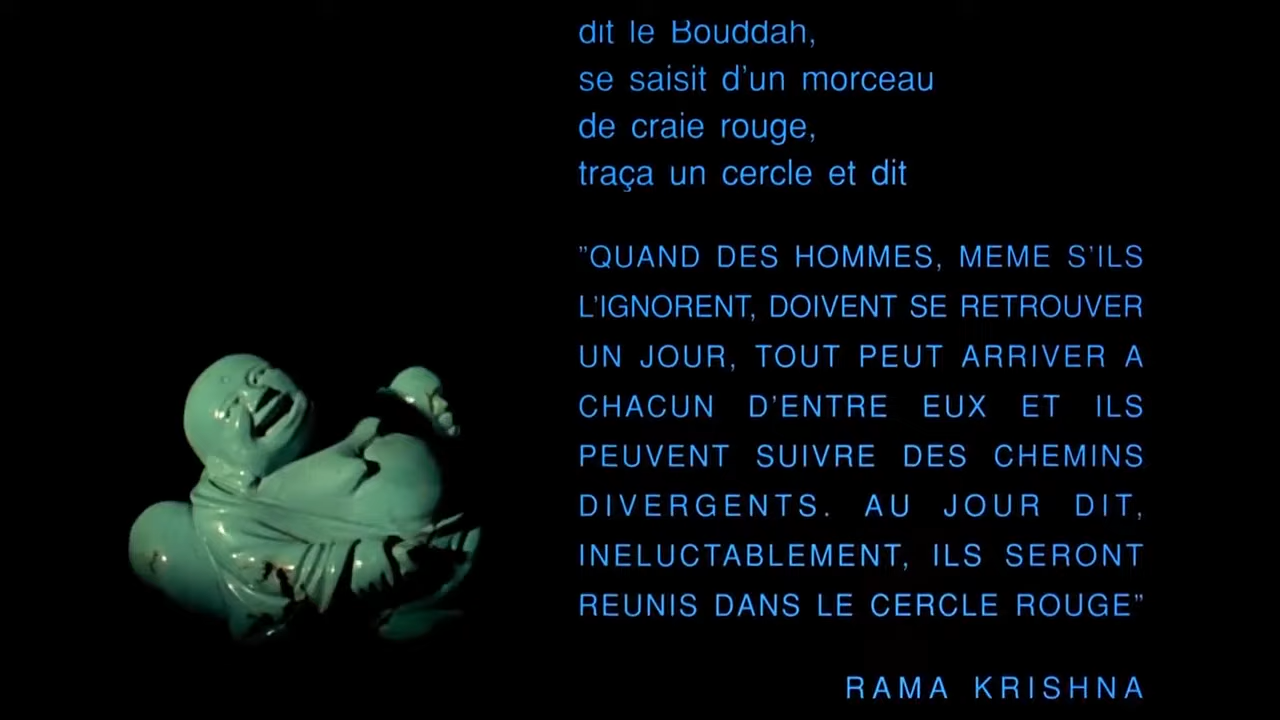 dit le Bouddah,
se saisit d'un morceau
de craie rouge,
traça un cercle et dit
"QUAND DES HOMMES, MEME S'ILS
L'IGNORENT, DOIVENT SE RETROUVER
UN JOUR, TOUT PEUT ARRIVER A
CHACUN D'ENTRE EUX ET ILS
PEUVENT SUIVRE DES CHEMINS
DIVERGENTS. AU JOUR DIT,
INELUCTABLEMENT, ILS SERONT
REUNIS DANS LE CERCLE ROUGE"
RAMA KRISHNA